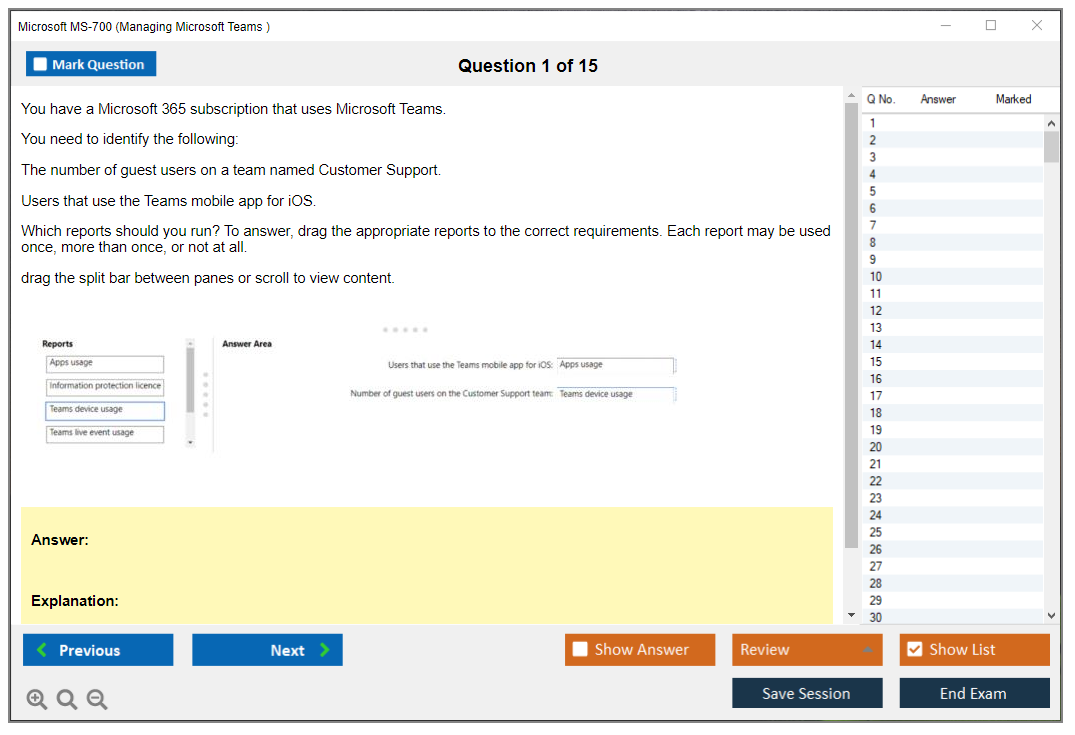 Microsoft MS-700 (Managing Microsoft Teams )
Mark Question
Question 1 of 15
You have a Microsoft 365 subscription that uses Microsoft Teams.
You need to identify the following:
The number of guest users on a team named Customer Support.
Users that use the Teams mobile app for iOS.
Which reports should you run? To answer, drag the appropriate reports to the correct requirements. Each report may be used
once, more than once, or not at all.
drag the split bar between panes or scroll to view content.
Reports
Apps usage
Information protection licence
Teams device usage
Teams live event usage
Answer Area
Users that use the Teams mobile app for iOS: Apps usage
Number of guest users on the Customer Support team: Teams device usage
Answer:
Explanation:
Q No. Answer Marked
1
2
3
4
5
6
7
8
9
10
11
12
13
14
15
16
17
18
19
20
21
22
23
24
25
26
27
28
29
30
Previous
Next
Show Answer
Review
Show List
Save Session
End Exam